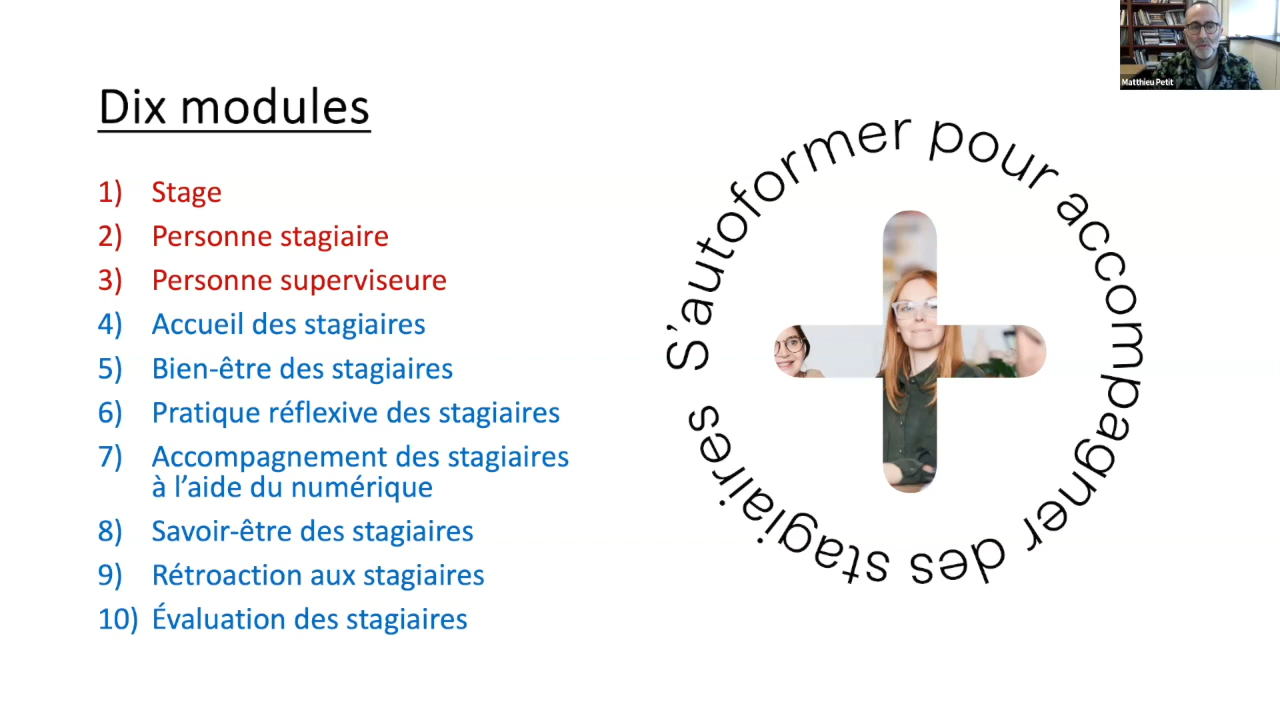 Dix modules
1) Stage
2) Personne stagiaire
3) Personne superviseure
4) Accueil des stagiaires
5) Bien-être des stagiaires
6) Pratique réflexive des stagiaires
7) Accompagnement des stagiaires
à l’aide du numérique
8) Savoir-être des stagiaires
9) Rétroaction aux stagiaires
10) Évaluation des stagiaires
S’autoformer pour accompagner des stagiaires
Matthieu Petit